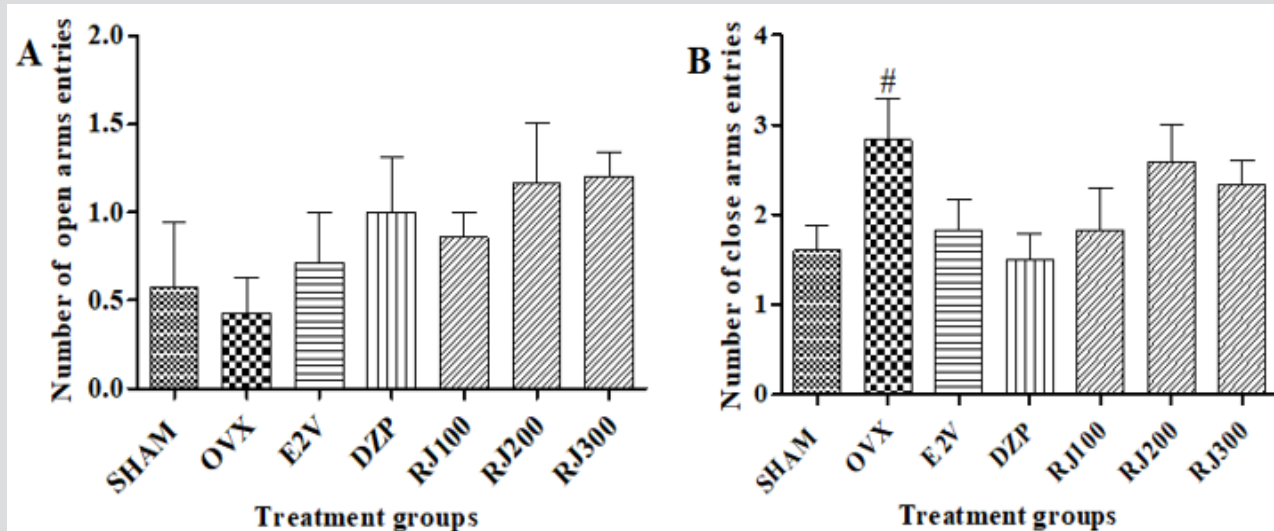 A
Number of open arms entries
2.0
1.5
1.0
0.5
0.0
SHAM
OVX
E2V
DZP
RJ100
RJ200
RJ300
Treatment groups
B
Number of close arms entries
4
3
2
1
0
#
SHAM
OVX
E2V
DZP
RJ100
RJ200
RJ300
Treatment groups